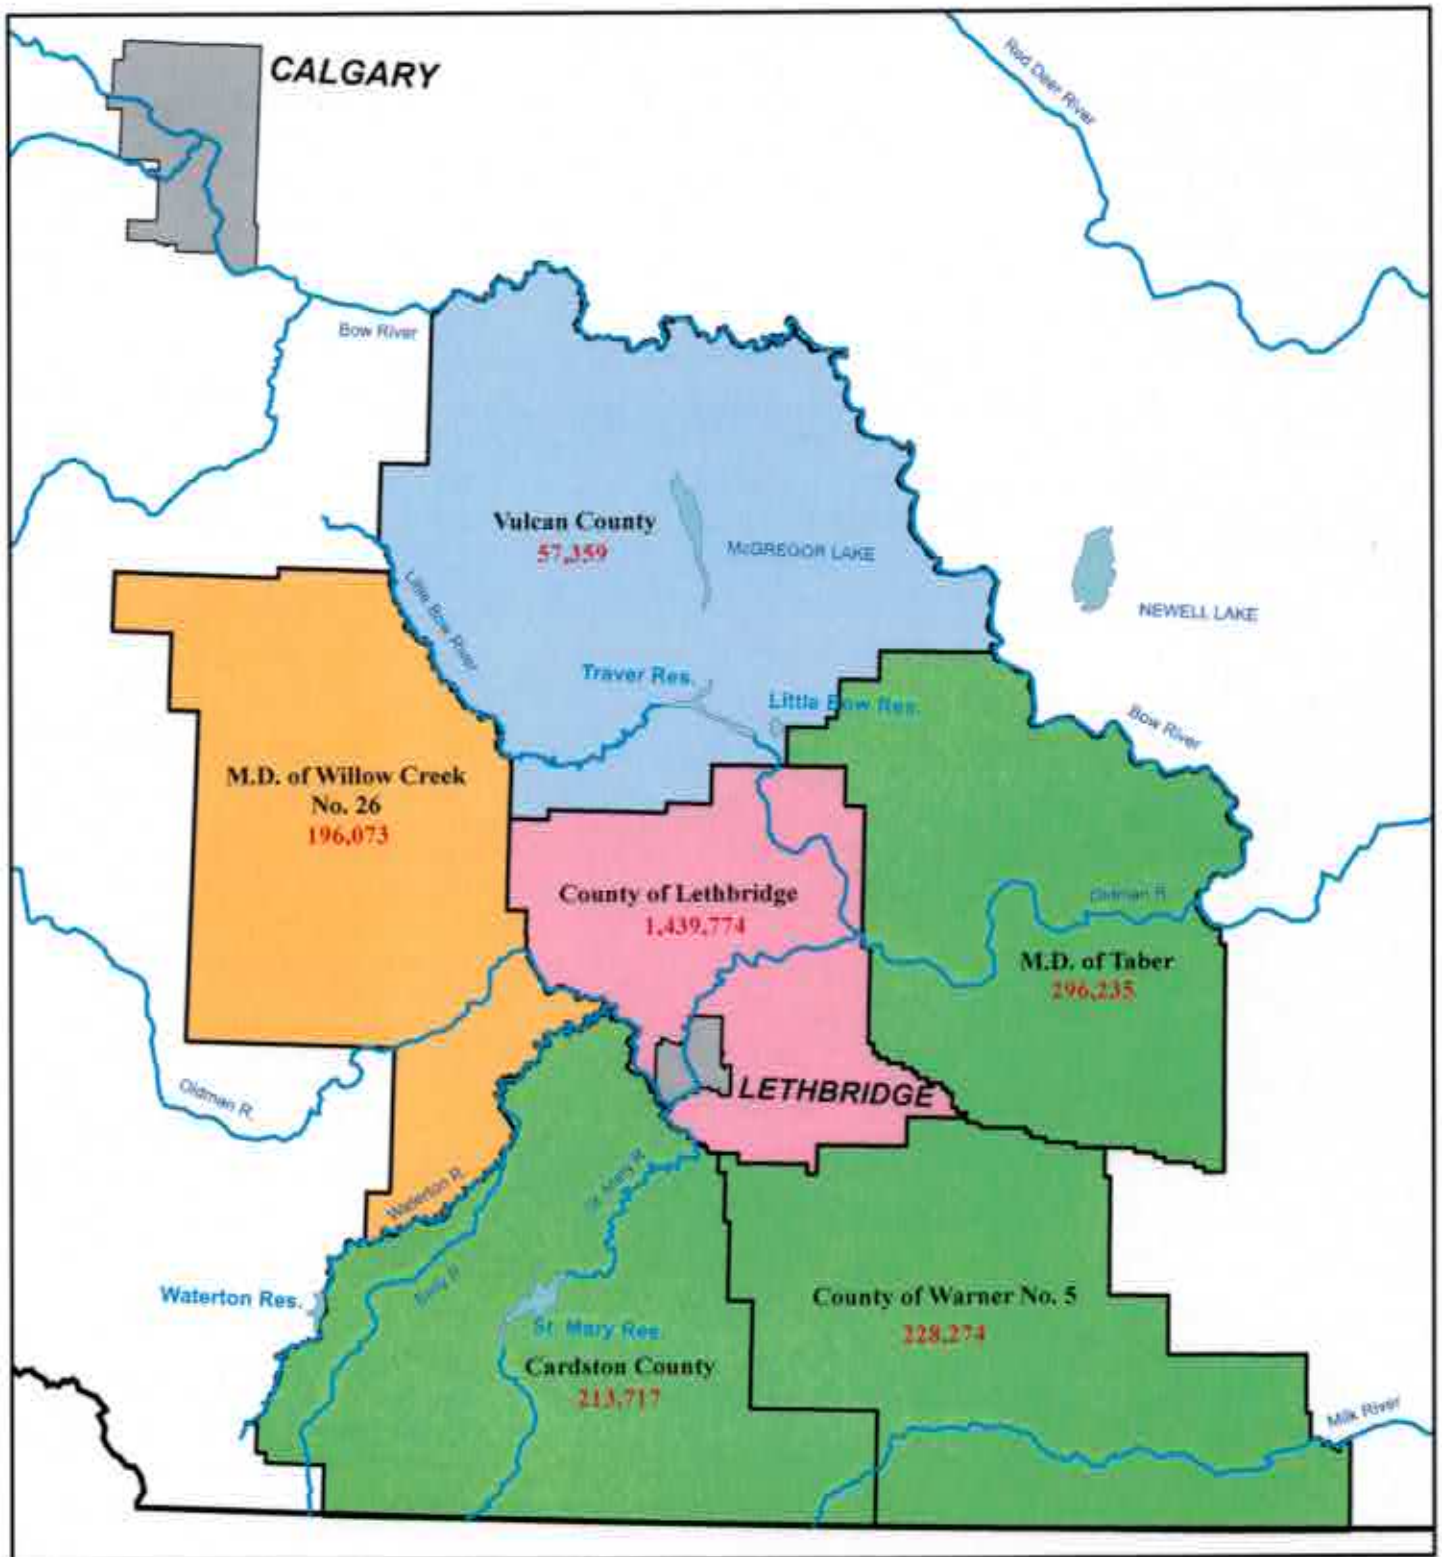 CALGARY
Red Deer River
Bow River
Vulcan County
57,359
McGREGOR LAKE
NEWELL LAKE
Little Bow River
Traver Res.
Little Bow Res.
Bow River
M.D. of Willow Creek
No. 26
196,073
County of Lethbridge
1,439,774
Oldman R.
M.D. of Taber
296,235
LETHBRIDGE
Oldman R.
Waterton R.
St. Mary R.
Waterton Res.
Belly R.
St. Mary Res.
Cardston County
213,717
County of Warner No. 5
228,274
Milk River